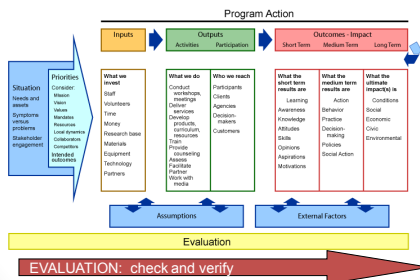 Program Action
Inputs
Outputs
Activities Participation
Outcomes - Impact
Short Term Medium Term Long Term
Situation
Needs and
assets
Symptoms
versus
problems
Stakeholder
engagement
Priorities
Consider:
Mission
Vision
Values
Mandates
Resources
Local dynamics
Collaborators
Competitors
Intended
outcomes
What we
invest
Staff
Volunteers
Time
Money
Research base
Materials
Equipment
Technology
Partners
What we do
Conduct
workshops,
meetings
Deliver
services
Develop
products,
curriculum,
resources
Train
Provide
counseling
Assess
Facilitate
Partner
Work with
media
Who we reach
Participants
Clients
Agencies
Decision-
makers
Customers
What the
short term
results are
Learning
Awareness
Knowledge
Attitudes
Skills
Opinions
Aspirations
Motivations
What the
medium term
results are
Action
Behavior
Practice
Decision-
making
Policies
Social Action
What the
ultimate
impact(s) is
Conditions
Social
Economic
Civic
Environmental
Assumptions
External Factors
Evaluation
EVALUATION: check and verify